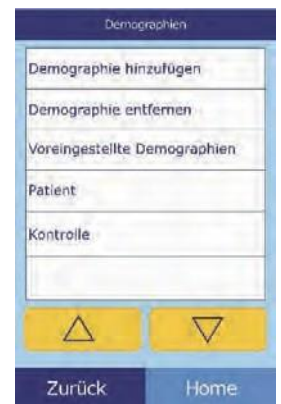 Demographien
Demographie hinzufügen
Demographie entfernen
Voreingestellte Demographien
Patient
Kontrolle
Zurück Home